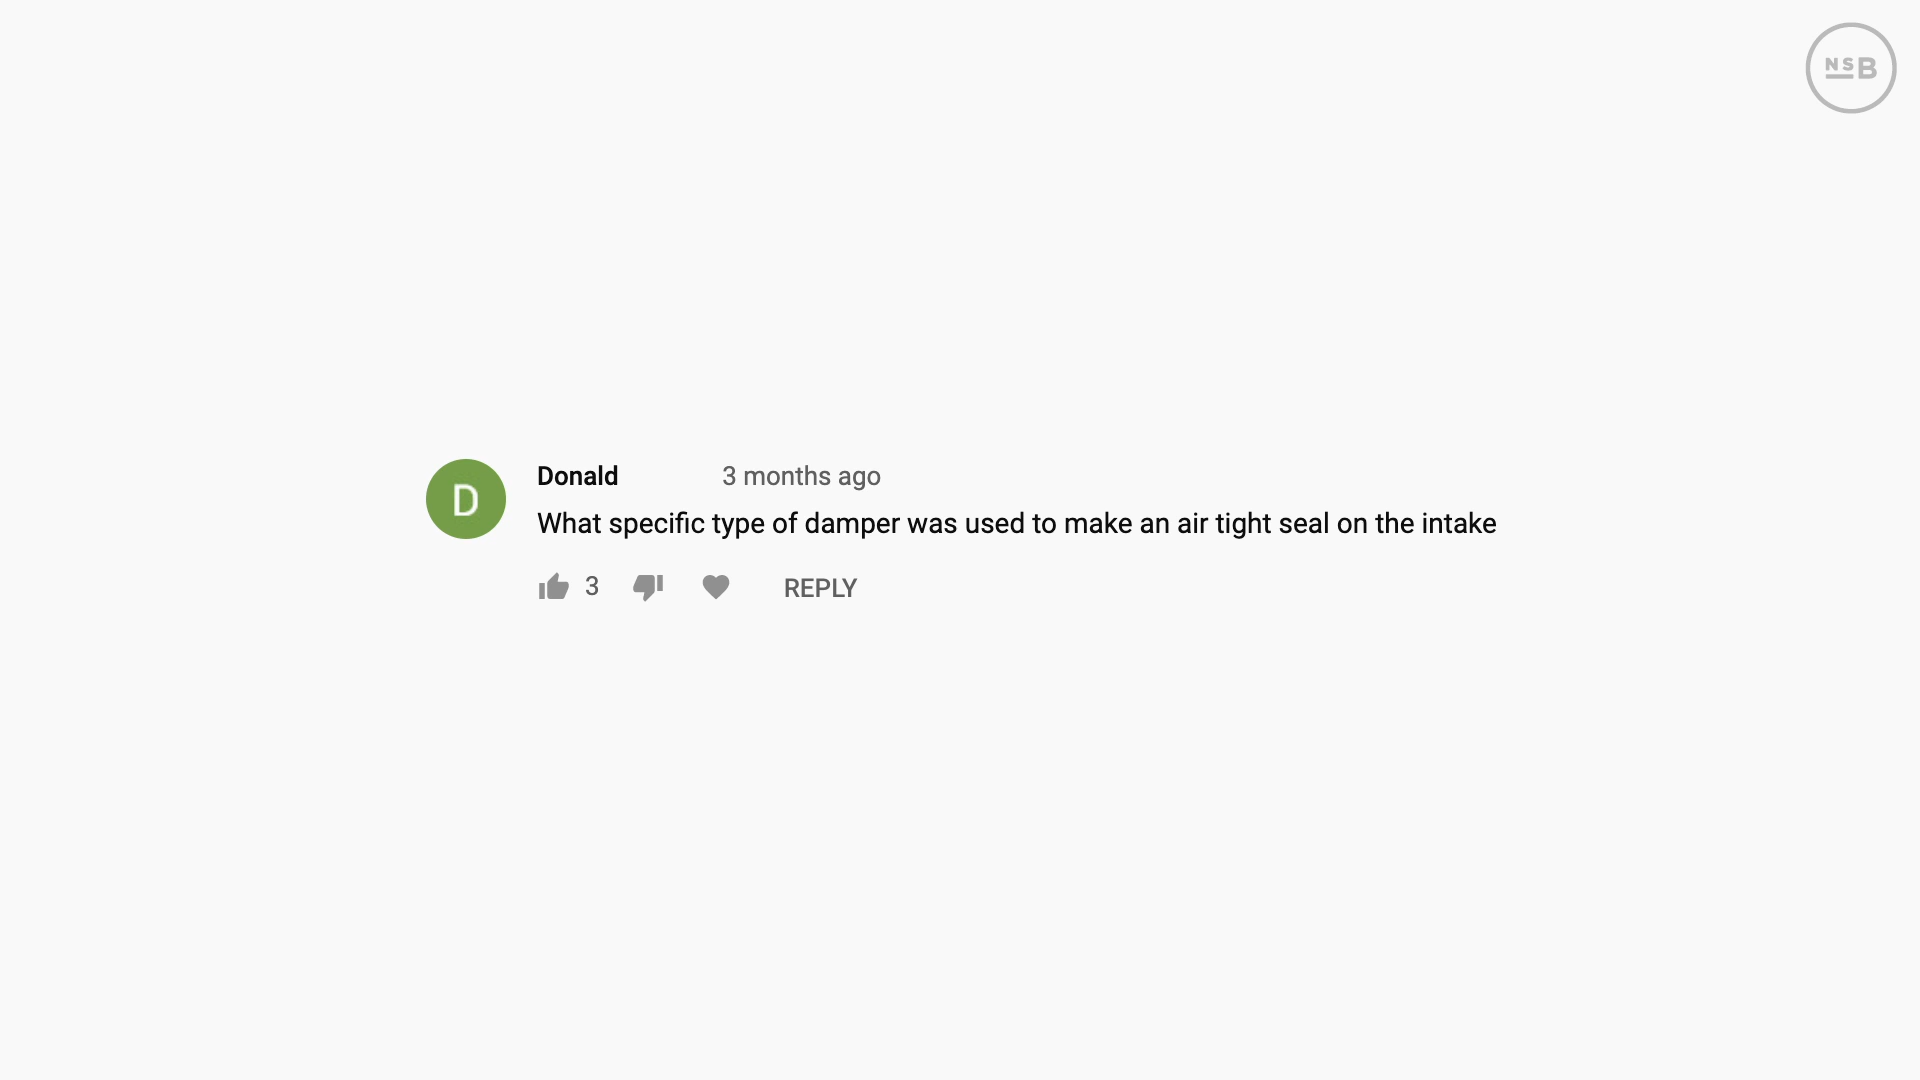 NSB
D
Donald 3 months ago
What specific type of damper was used to make an air tight seal on the intake
3 REPLY